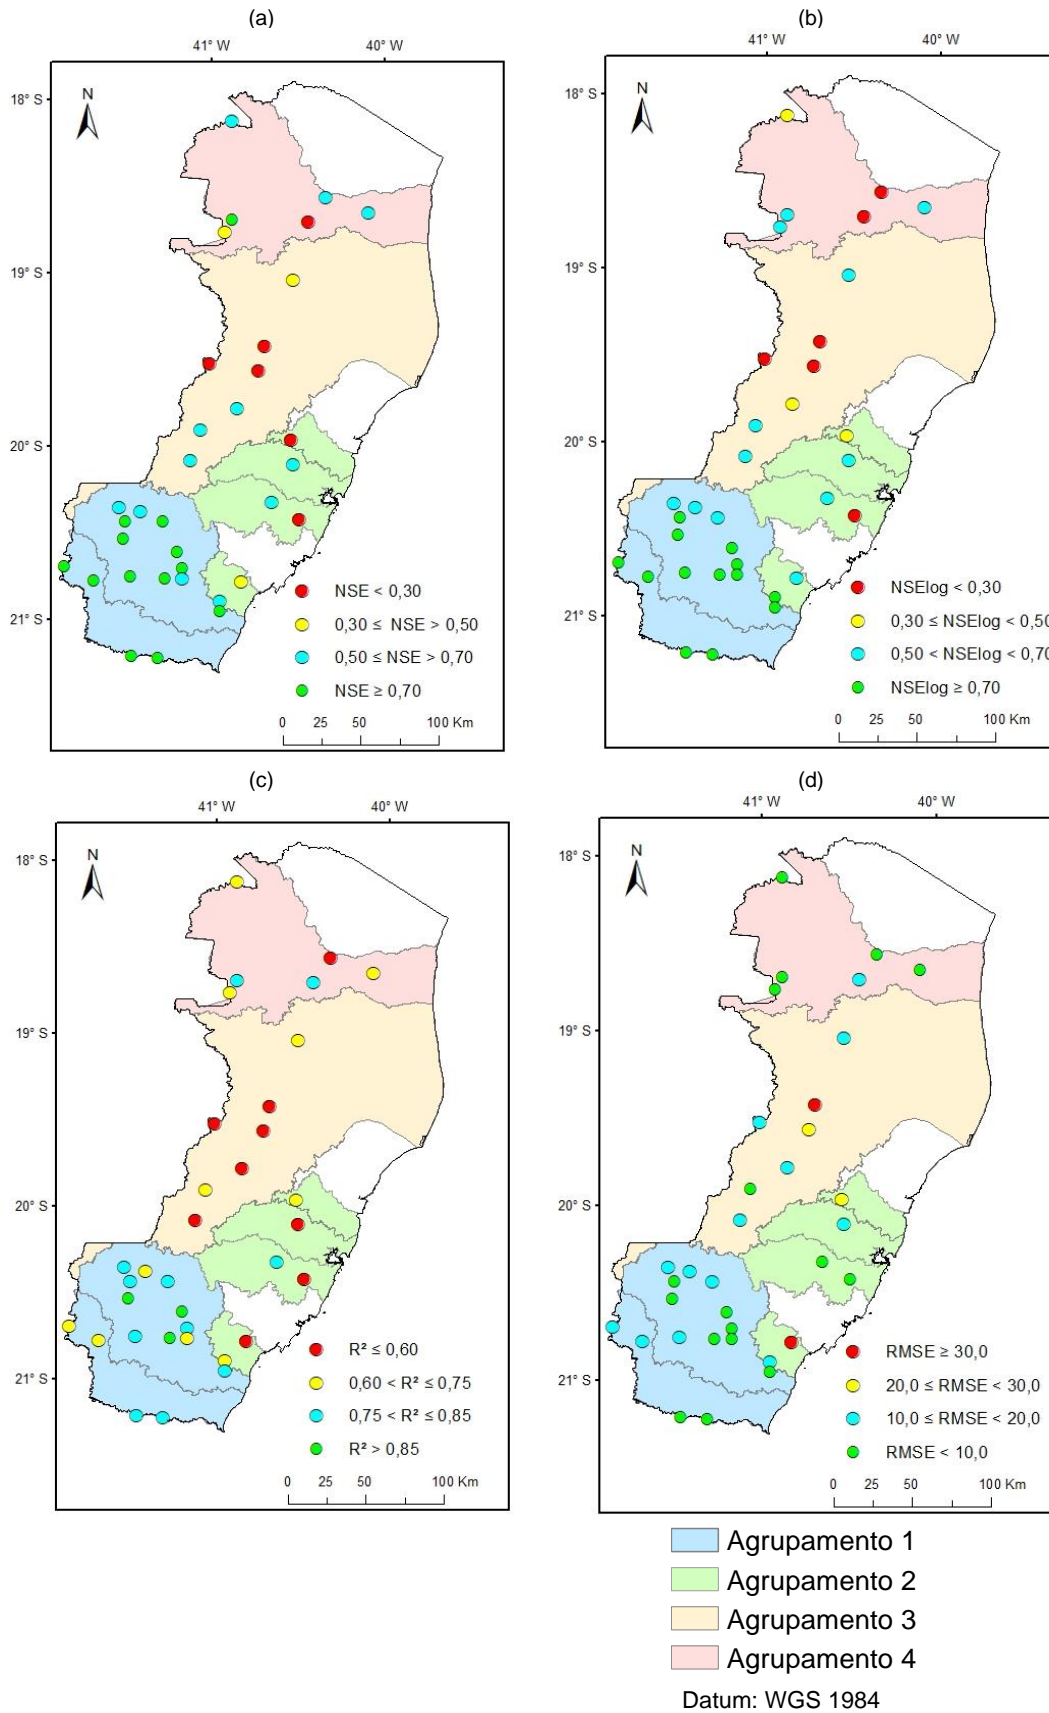 (a)
41° W 40° W
N
18° S
19° S
20° S
21° S
NSE < 0,30
0,30 ≤ NSE > 0,50
0,50 ≤ NSE > 0,70
NSE ≥ 0,70
0 25 50 100 Km
(b)
41° W 40° W
N
18° S
19° S
20° S
21° S
NSElog < 0,30
0,30 ≤ NSElog < 0,50
0,50 < NSElog < 0,70
NSElog ≥ 0,70
0 25 50 100 Km
(c)
41° W 40° W
N
18° S
19° S
20° S
21° S
R² ≤ 0,60
0,60 < R² ≤ 0,75
0,75 < R² ≤ 0,85
R² > 0,85
0 25 50 100 Km
(d)
41° W 40° W
N
18° S
19° S
20° S
21° S
RMSE ≥ 30,0
20,0 ≤ RMSE < 30,0
10,0 ≤ RMSE < 20,0
RMSE < 10,0
0 25 50 100 Km
Agrupamento 1
Agrupamento 2
Agrupamento 3
Agrupamento 4
Datum: WGS 1984